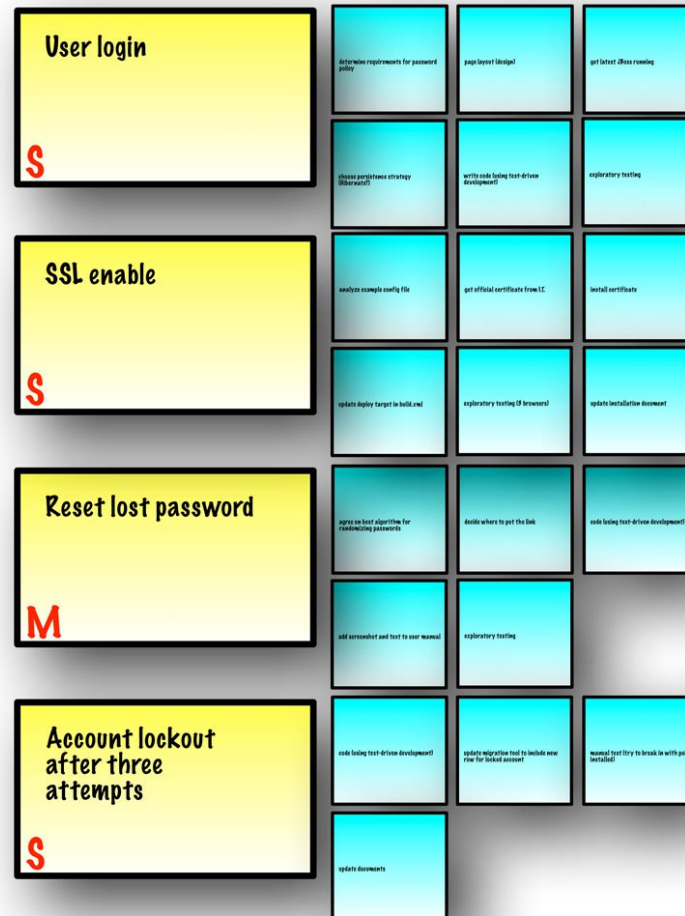 User login
S
determine requirements for password
policy
page layout (design)
get latest JBoss running
choose persistence strategy
(Hibernate?)
write code (using test-driven
development)
exploratory testing
SSL enable
S
analyze example config file
get official certificate from I.T.
install certificate
update deploy target in build.xml
exploratory testing (3 browsers)
update installation document
Reset lost password
M
agree on best algorithm for
randomizing passwords
decide where to put the link
code (using test-driven development)
add screenshot and text to user manual
exploratory testing
Account lockout
after three
attempts
S
code (using test-driven development)
update migration tool to include new
row for locked account
manual test (try to break in with
installed)
update documents